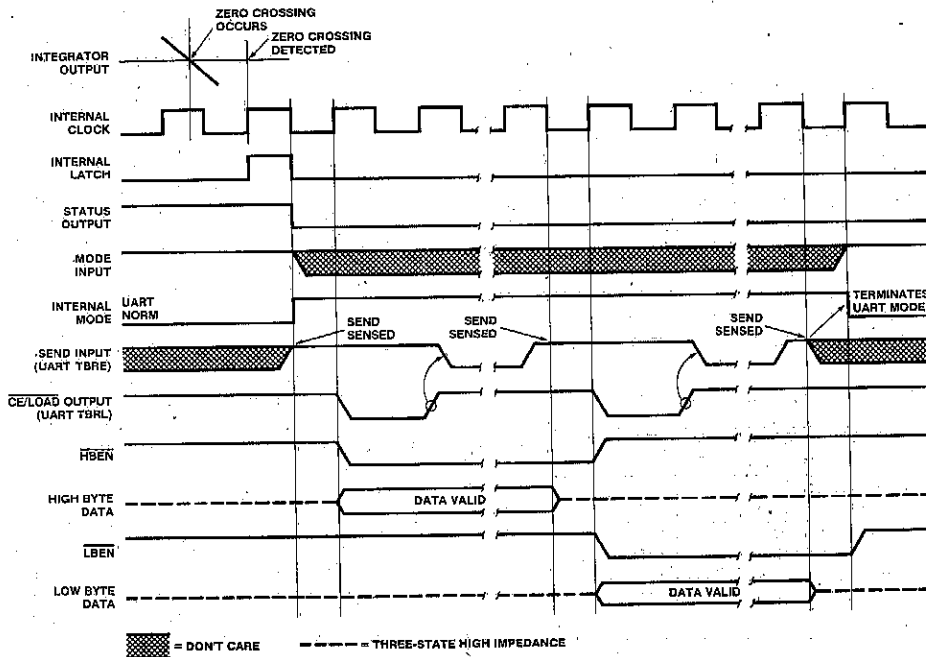 ZERO CROSSING
OCCURS
ZERO CROSSING
DETECTED
INTEGRATOR
OUTPUT
INTERNAL
CLOCK
INTERNAL
LATCH
STATUS
OUTPUT
MODE
INPUT
INTERNAL UART
MODE NORM
TERMINATES
UART MODE
SEND
SENSED
SEND
SENSED
SEND
SENSED
SEND INPUT
(UART TBRE)
CE/LOAD OUTPUT
(UART TBRL)
HBEN
HIGH BYTE
DATA
DATA VALID
LBEN
LOW BYTE
DATA
DATA VALID
= DON'T CARE
= THREE-STATE HIGH IMPEDANCE